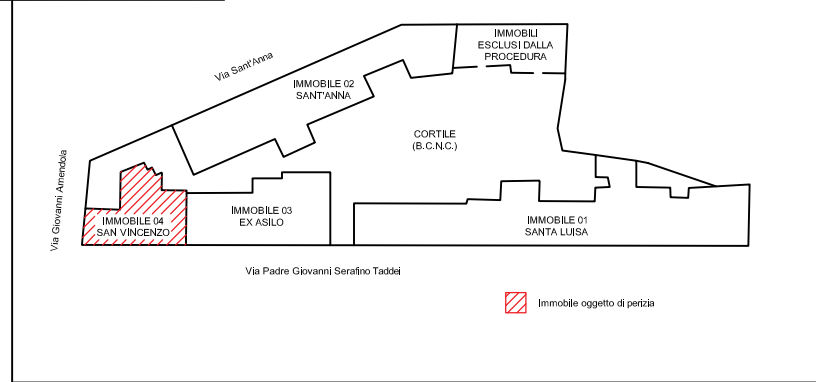 IMMOBILI
ESCLUSI DALLA
PROCEDURA
Via Sant'Anna
IMMOBILE 02
SANT'ANNA
CORTILE
(B.C.N.C.)
Via Giovanni Amendola
IMMOBILE 04
SAN VINCENZO
IMMOBILE 03
EX ASILO
IMMOBILE 01
SANTA LUISA
Via Padre Giovanni Serafino Taddei
Immobile oggetto di perizia